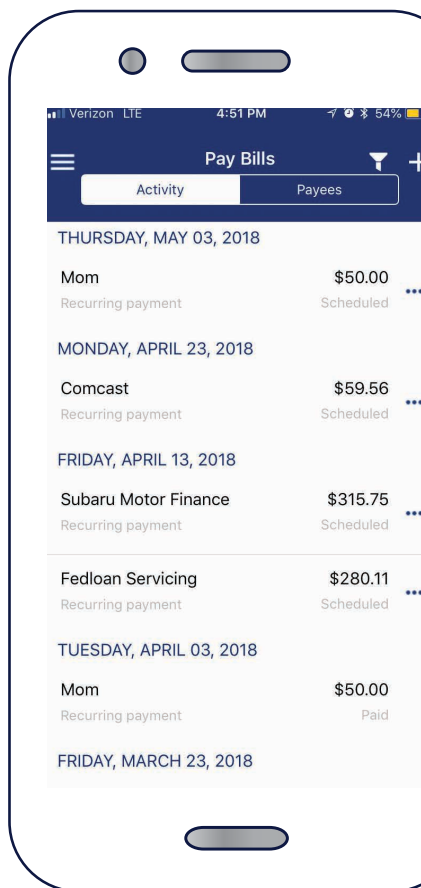 Verizon LTE 4:51 PM 54%
Pay Bills
Activity Payees
THURSDAY, MAY 03, 2018
Mom $50.00
Recurring payment Scheduled
MONDAY, APRIL 23, 2018
Comcast $59.56
Recurring payment Scheduled
FRIDAY, APRIL 13, 2018
Subaru Motor Finance $315.75
Recurring payment Scheduled
Fedloan Servicing $280.11
Recurring payment Scheduled
TUESDAY, APRIL 03, 2018
Mom $50.00
Recurring payment Paid
FRIDAY, MARCH 23, 2018